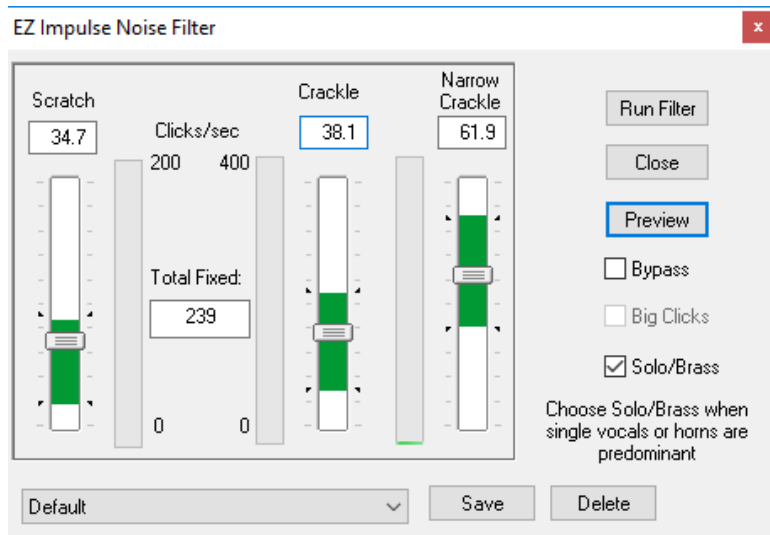 EZ Impulse Noise Filter
x
Scratch
34.7
Clicks/sec
200 400
Total Fixed:
239
0 0
Crackle
38.1
Narrow
Crackle
61.9
Run Filter
Close
Preview
Bypass
Big Clicks
Solo/Brass
Choose Solo/Brass when
single vocals or horns are
predominant
Default
Save
Delete